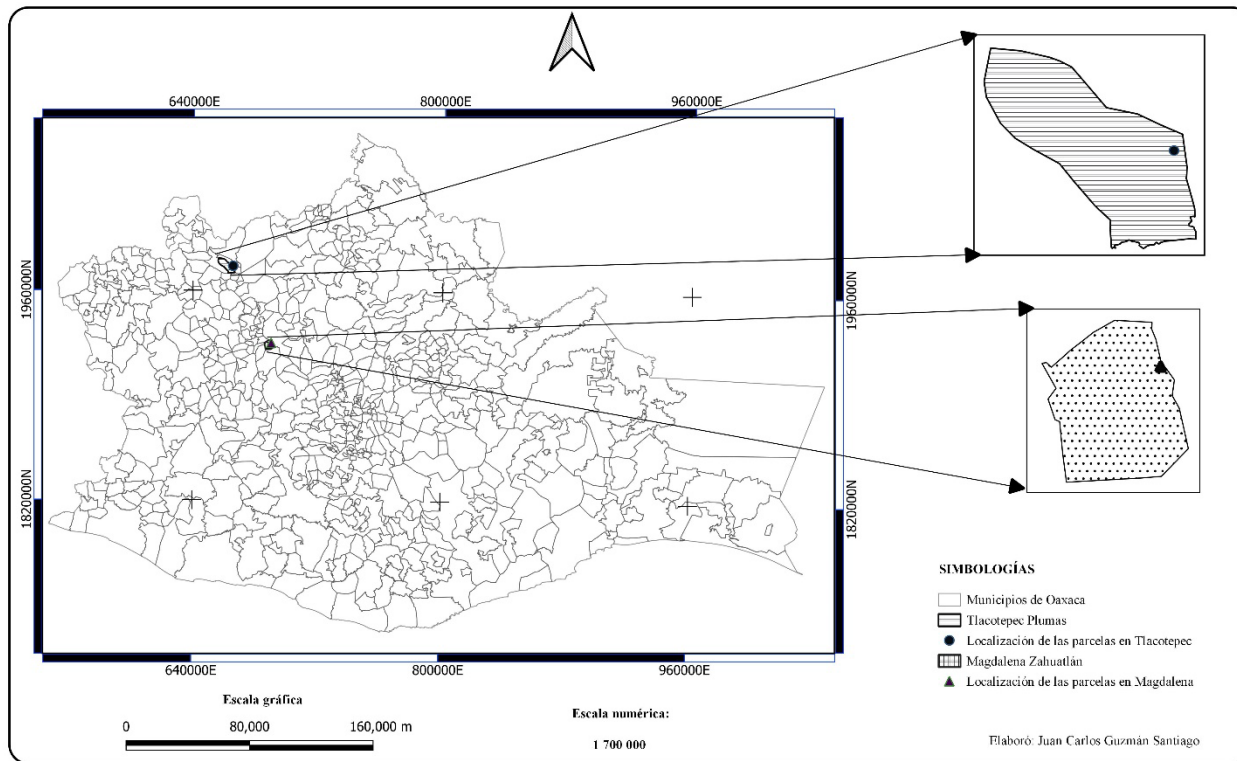 640000E
800000E
960000E
1960000N
1960000N
1820000N
1820000N
640000E
800000E
960000E
SIMBOLOGÍAS
Municipios de Oaxaca
Tlacotepec Plumas
Localización de las parcelas en Tlacotepec
Magdalena Zahuatlán
Localización de las parcelas en Magdalena
Escala gráfica
0 80,000 160,000 m
Escala numérica:
1 700 000
Elaboró: Juan Carlos Guzmán Santiago